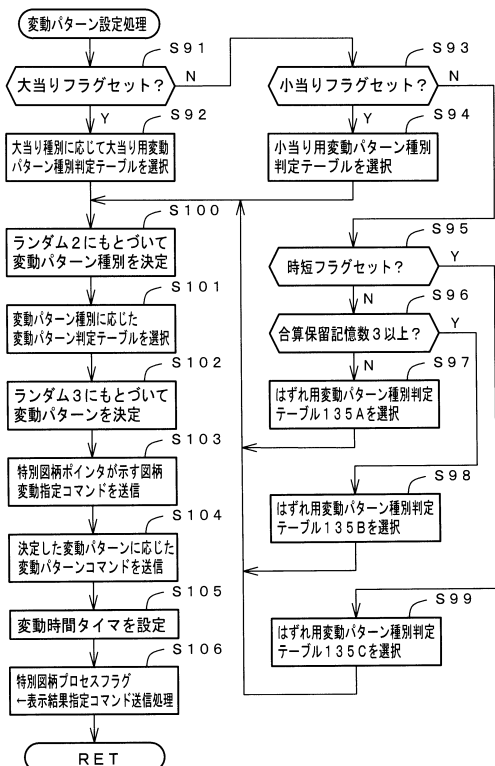 変動パターン設定処理
S91
大当りフラグセット？
N
Y
S92
大当り種別に応じて大当り用変動
パターン種別判定テーブルを選択
S93
小当りフラグセット？
N
Y
S94
小当り用変動パターン種別
判定テーブルを選択
S95
時短フラグセット？
Y
N
S96
合算保留記憶数３以上？
Y
N
S97
はずれ用変動パターン種別判定
テーブル１３５Ａを選択
S98
はずれ用変動パターン種別判定
テーブル１３５Ｂを選択
S99
はずれ用変動パターン種別判定
テーブル１３５Ｃを選択
S100
ランダム２にもとづいて
変動パターン種別を決定
S101
変動パターン種別に応じた
変動パターン判定テーブルを選択
S102
ランダム３にもとづいて
変動パターンを決定
S103
特別図柄ポインタが示す図柄
変動指定コマンドを送信
S104
決定した変動パターンに応じた
変動パターンコマンドを送信
S105
変動時間タイマを設定
S106
特別図柄プロセスフラグ
←表示結果指定コマンド送信処理
RET